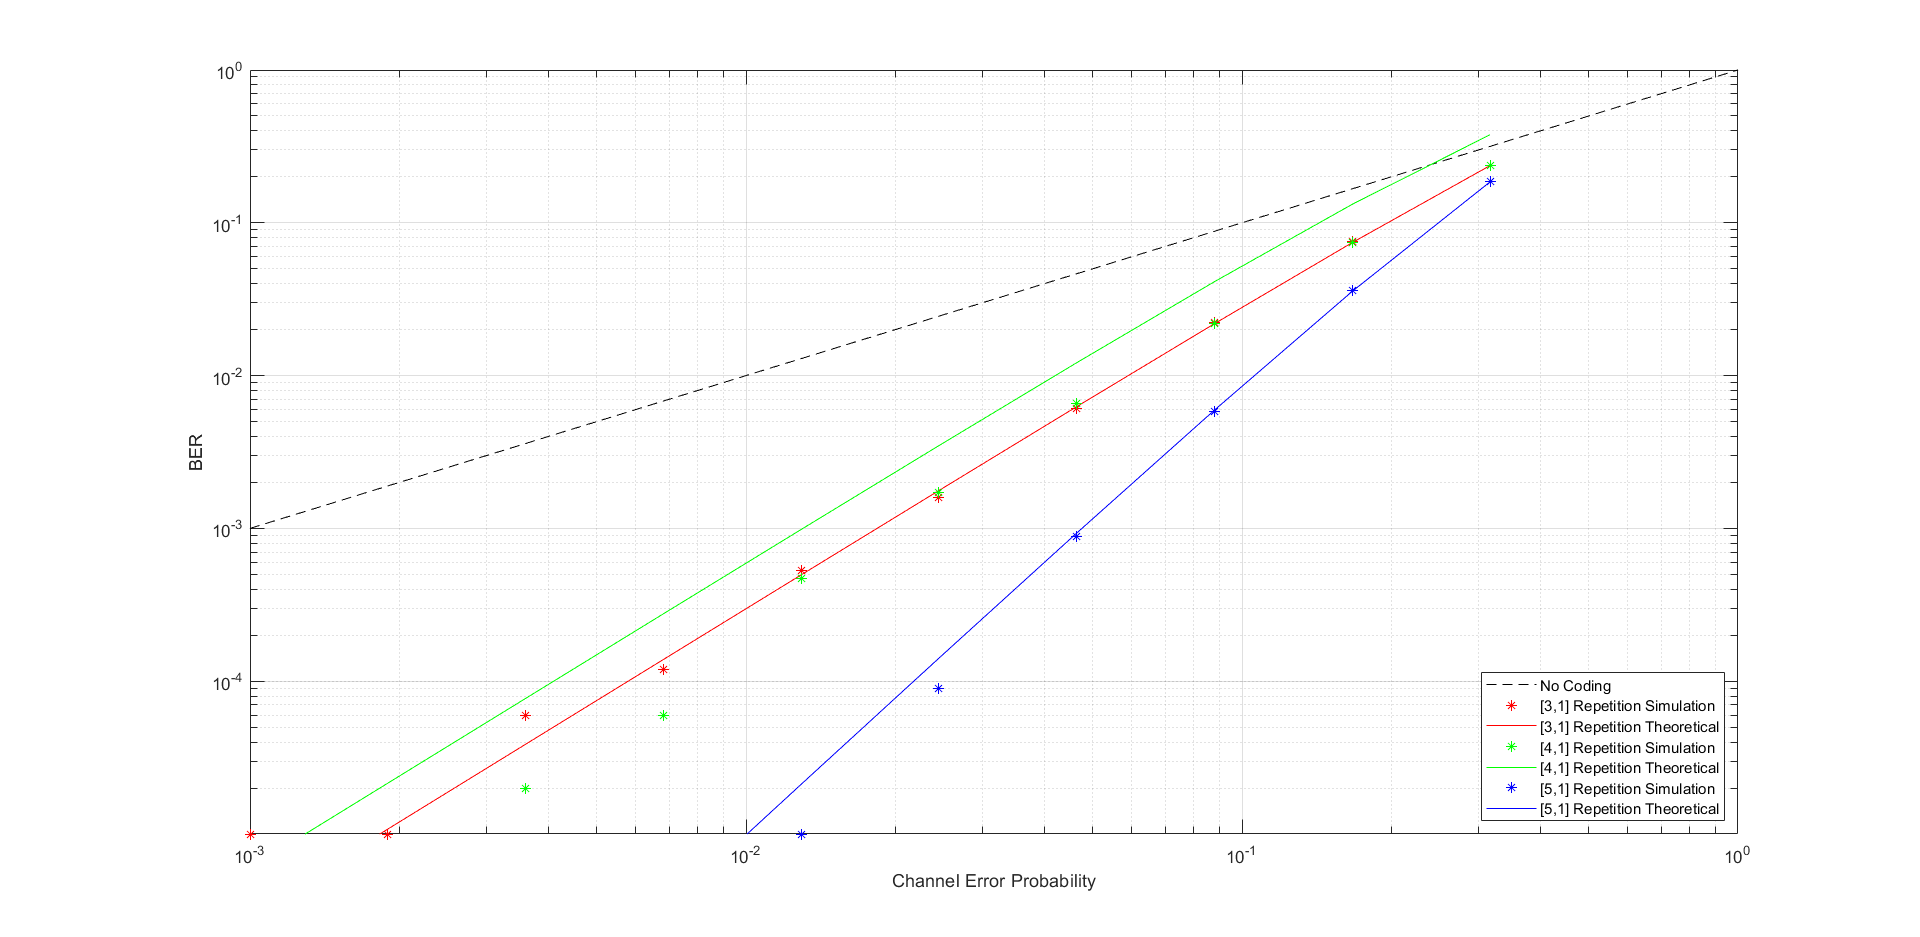 10^0
10^-1
10^-2
10^-3
10^-4
BER
10^-3 10^-2 10^-1 10^0
Channel Error Probability
No Coding
[3,1] Repetition Simulation
[3,1] Repetition Theoretical
[4,1] Repetition Simulation
[4,1] Repetition Theoretical
[5,1] Repetition Simulation
[5,1] Repetition Theoretical